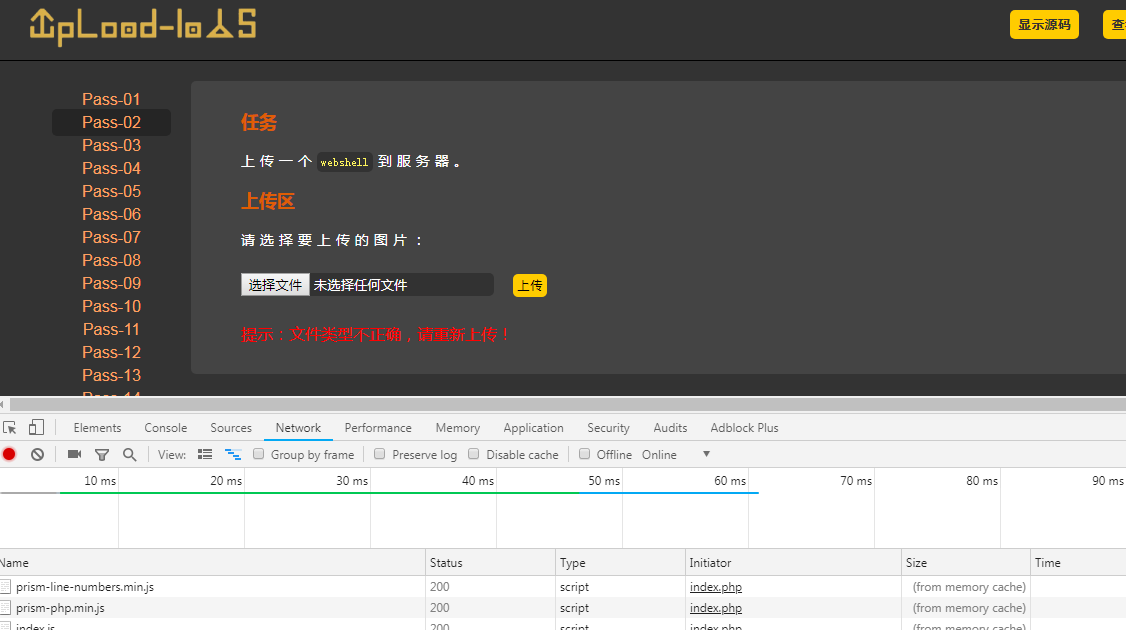 UpLoad-labs
显示源码
查
Pass-01
Pass-02
Pass-03
Pass-04
Pass-05
Pass-06
Pass-07
Pass-08
Pass-09
Pass-10
Pass-11
Pass-12
Pass-13
Pass-14
任务
上传一个 webshell 到服务器。
上传区
请选择要上传的图片：
选择文件 未选择任何文件 上传
提示：文件类型不正确，请重新上传！
Elements Console Sources Network Performance Memory Application Security Audits Adblock Plus
View: Group by frame Preserve log Disable cache Offline Online
10 ms 20 ms 30 ms 40 ms 50 ms 60 ms 70 ms 80 ms 90 ms
Name Status Type Initiator Size Time
prism-line-numbers.min.js 200 script index.php (from memory cache)
prism-php.min.js 200 script index.php (from memory cache)
index.js 200 script index.php (from memory cache)